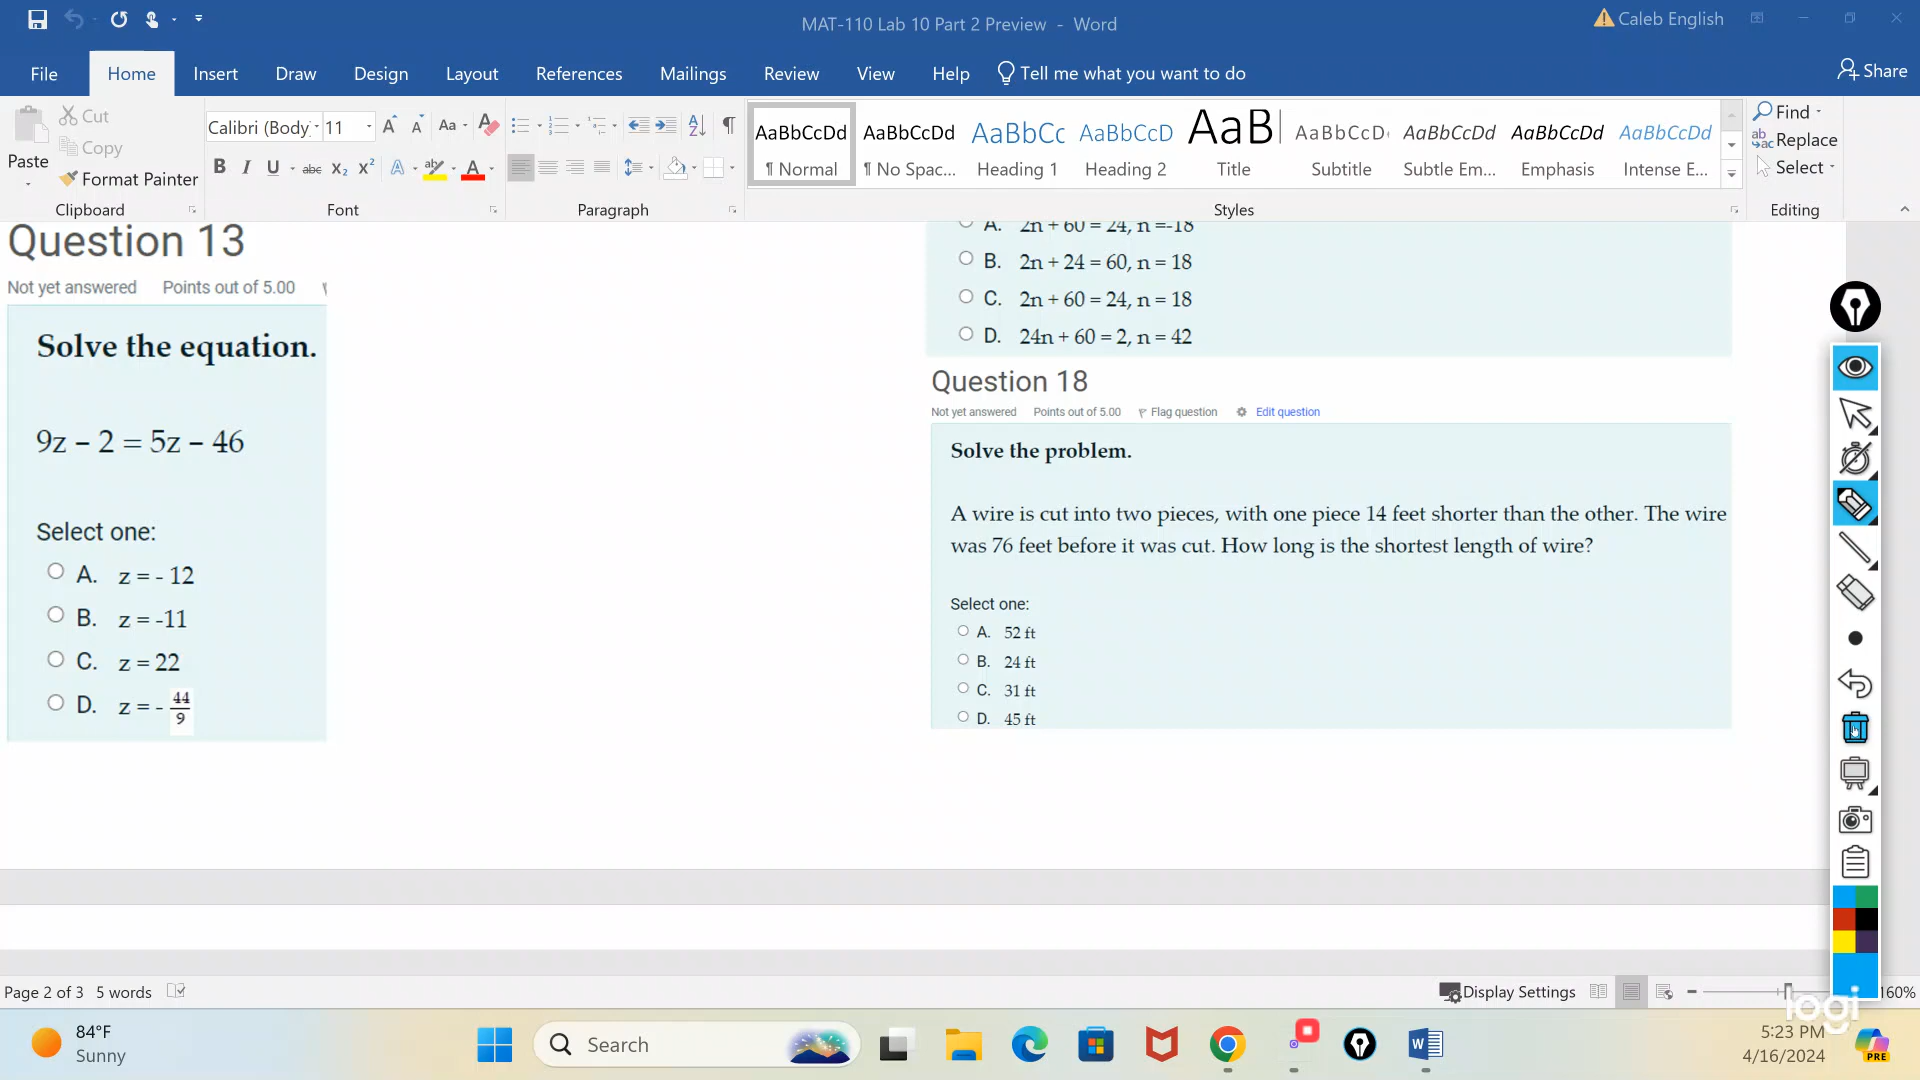 MAT-110 Lab 10 Part 2 Preview - Word
Caleb English
File Home Insert Draw Design Layout References Mailings Review View Help Tell me what you want to do Share
Paste
Cut
Copy
Format Painter
Clipboard
Calibri (Body) 11
Font
Paragraph
AaBbCcDd AaBbCcDd AaBbCc AaBbCcD AaB AaBbCcD AaBbCcDd AaBbCcDd AaBbCcDd
¶ Normal ¶ No Spac... Heading 1 Heading 2 Title Subtitle Subtle Em... Emphasis Intense E...
Styles
Find
Replace
Select
Editing
Question 13
Not yet answered Points out of 5.00
Solve the equation.
9z – 2 = 5z – 46
Select one:
A. z = - 12
B. z = -11
C. z = 22
D. z = - 44/9
A. 2n + 60 = 24, n =-18
B. 2n + 24 = 60, n = 18
C. 2n + 60 = 24, n = 18
D. 24n + 60 = 2, n = 42
Question 18
Not yet answered Points out of 5.00 Flag question Edit question
Solve the problem.
A wire is cut into two pieces, with one piece 14 feet shorter than the other. The wire
was 76 feet before it was cut. How long is the shortest length of wire?
Select one:
A. 52 ft
B. 24 ft
C. 31 ft
D. 45 ft
Page 2 of 3 5 words
Display Settings
160%
logi
84°F
Sunny
Search
5:23 PM
4/16/2024
PRE